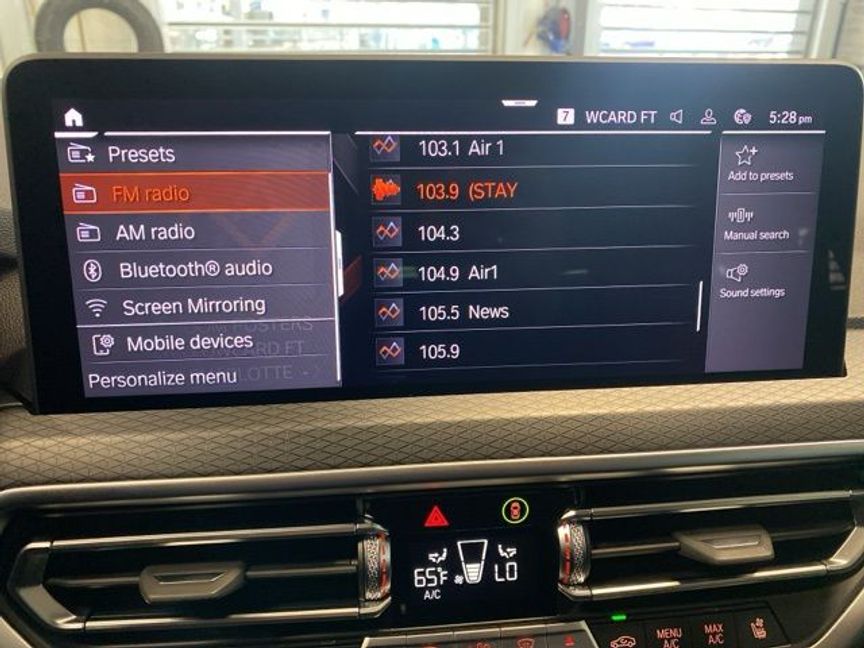 7 WCARD FT 5:28 pm
Presets
FM radio
AM radio
Bluetooth® audio
Screen Mirroring
Mobile devices
Personalize menu
103.1 Air 1
103.9 (STAY
104.3
104.9 Air1
105.5 News
105.9
Add to presets
Manual search
Sound settings
65°F
A/C
LO
MENU
A/C
MAX
A/C